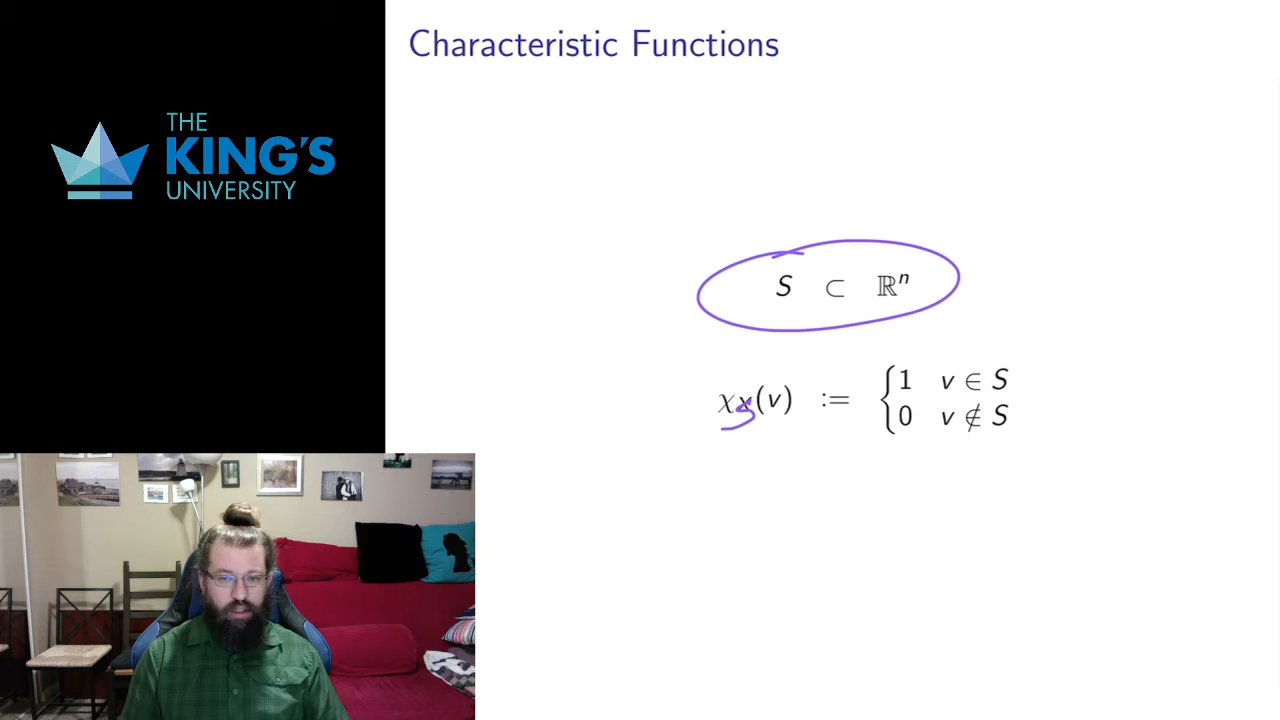 THE
KING'S
UNIVERSITY
Characteristic Functions
S ⊂ ℝⁿ
χₛ(v) := { 1 v ∈ S
0 v ∉ S